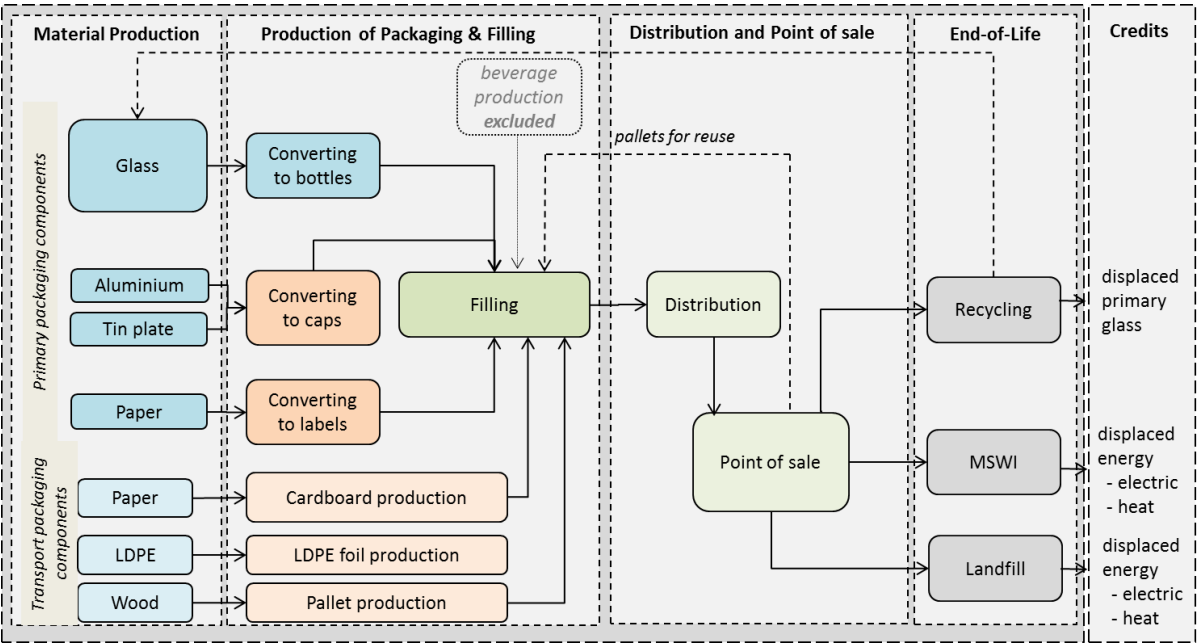 Material Production
Production of Packaging & Filling
Distribution and Point of sale
End-of-Life
Credits
beverage
production
excluded
pallets for reuse
Primary packaging components
Glass
Converting
to bottles
Aluminium
Tin plate
Converting
to caps
Filling
Distribution
Recycling
displaced
primary
glass
Paper
Converting
to labels
Point of sale
MSWI
displaced
energy
- electric
- heat
Transport packaging
components
Paper
Cardboard production
LDPE
LDPE foil production
Wood
Pallet production
Landfill
displaced
energy
- electric
- heat